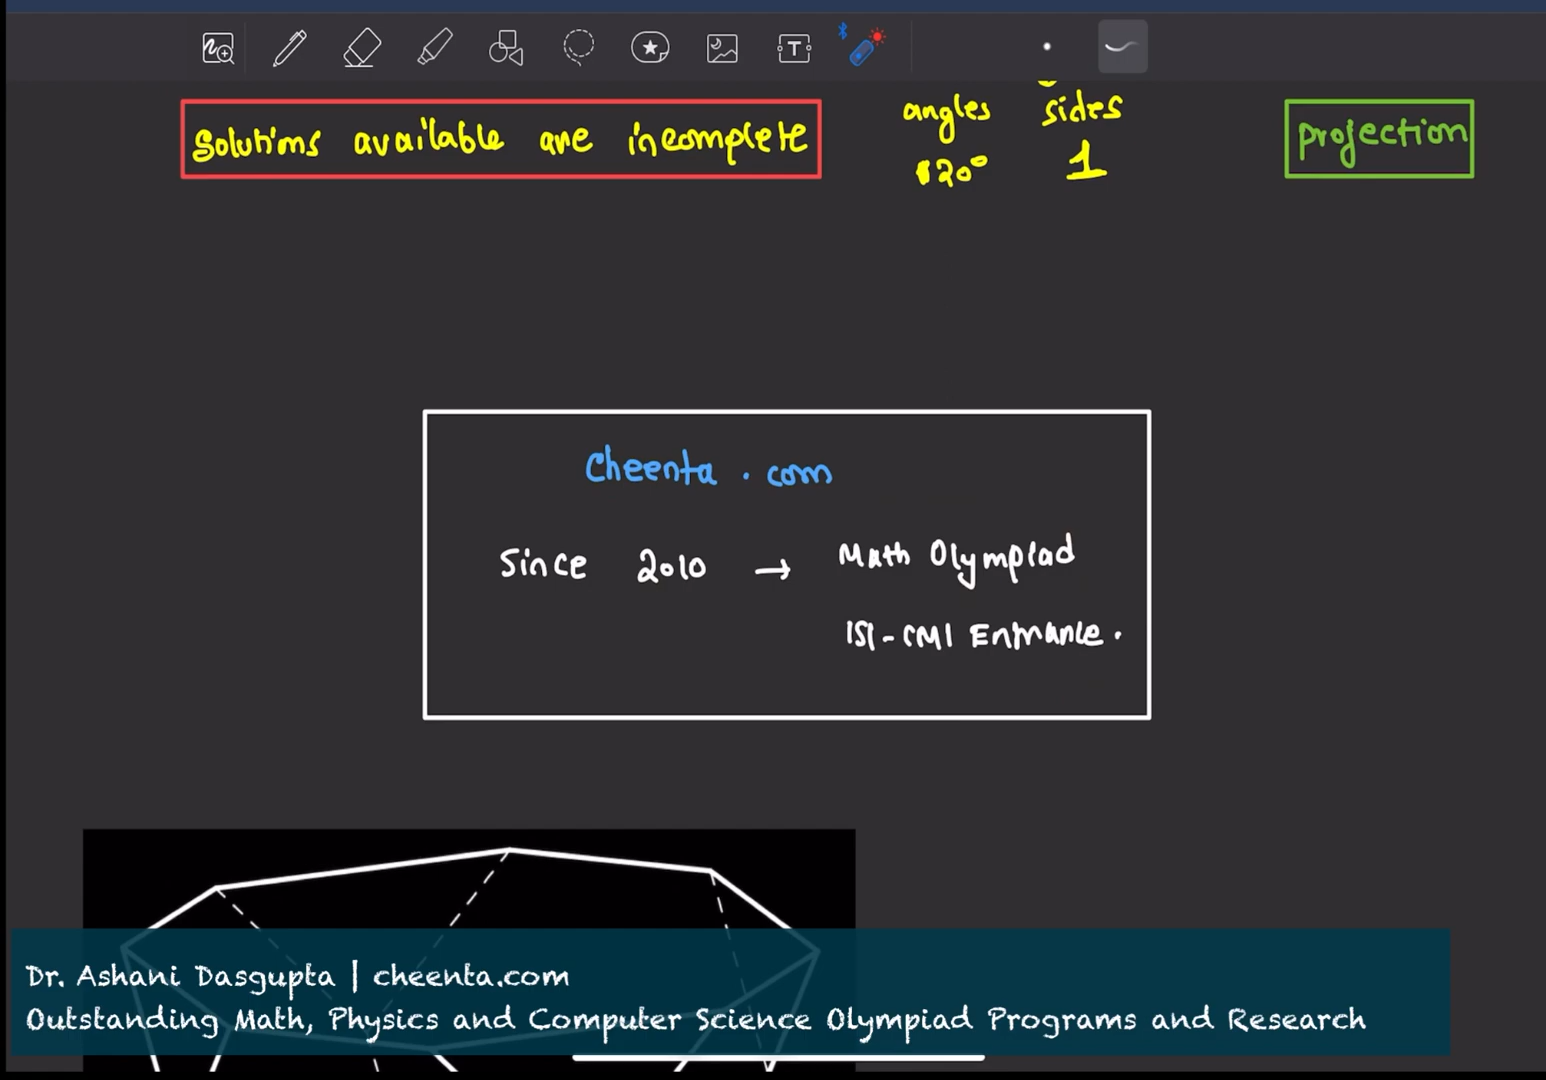 Solutions available are incomplete
angles sides
120° 1
Projection
Cheenta . com
Since 2010 → Math Olympiad
ISI-CMI Entrance.
Dr. Ashani Dasgupta | cheenta.com
Outstanding Math, Physics and Computer Science Olympiad Programs and Research